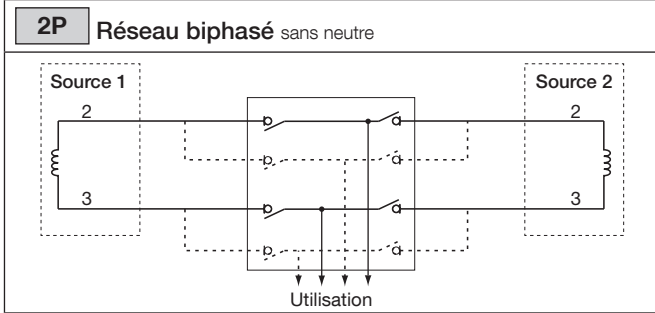 2P Réseau biphasé sans neutre
Source 1
Source 2
2
2
3
3
Utilisation